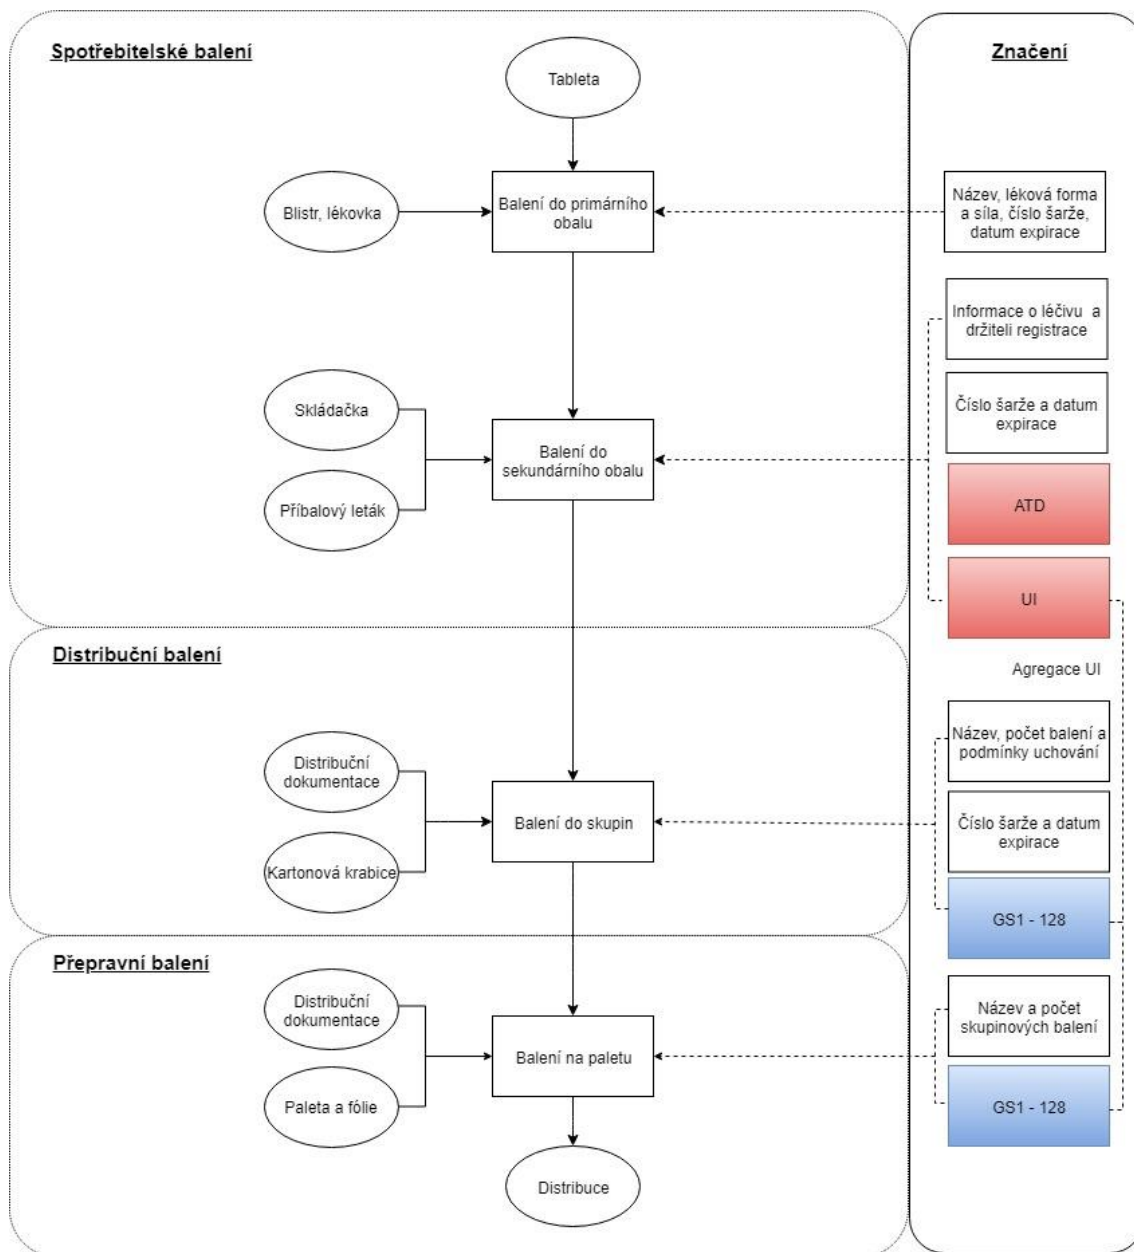 Spotřebitelské balení
Značení
Tableta
Blistr, lékovka
Balení do primárního
obalu
Název, léková forma
a síla, číslo šarže,
datum expirace
Informace o léčivu a
držiteli registrace
Skládačka
Číslo šarže a datum
expirace
Balení do
sekundárního obalu
Příbalový leták
ATD
UI
Distribuční balení
Agregace UI
Distribuční
dokumentace
Název, počet balení a
podmínky uchování
Balení do skupin
Číslo šarže a datum
expirace
Kartonová krabice
GS1 - 128
Přepravní balení
Distribuční
dokumentace
Název a počet
skupinových balení
Balení na paletu
Paleta a fólie
GS1 - 128
Distribuce